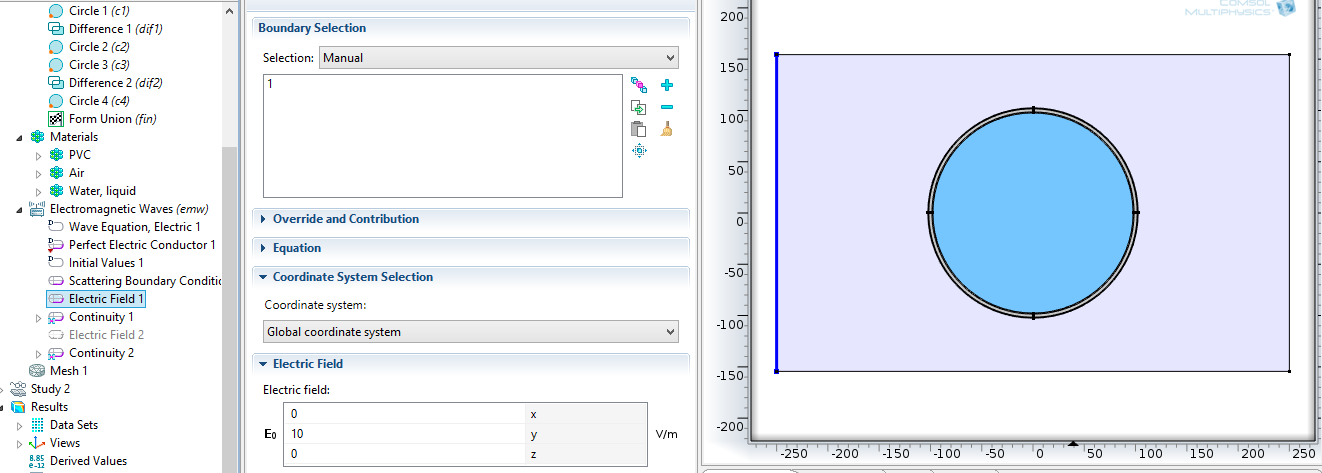 Circle 1 (c1)
Difference 1 (dif1)
Circle 2 (c2)
Circle 3 (c3)
Difference 2 (dif2)
Circle 4 (c4)
Form Union (fin)
Materials
PVC
Air
Water, liquid
Electromagnetic Waves (emw)
D
Wave Equation, Electric 1
D
Perfect Electric Conductor 1
D
Initial Values 1
Scattering Boundary Conditic
Electric Field 1
Continuity 1
Electric Field 2
Continuity 2
Mesh 1
Study 2
Results
Data Sets
Views
8.85
e-12
Derived Values
Boundary Selection
Selection: Manual
1
Override and Contribution
Equation
Coordinate System Selection
Coordinate system:
Global coordinate system
Electric Field
Electric field:
0 x
E₀ 10 y V/m
0 z
COMSOL
MULTIPHYSICS
200
150
100
50
0
-50
-100
-150
-200
-250 -200 -150 -100 -50 0 50 100 150 200 250